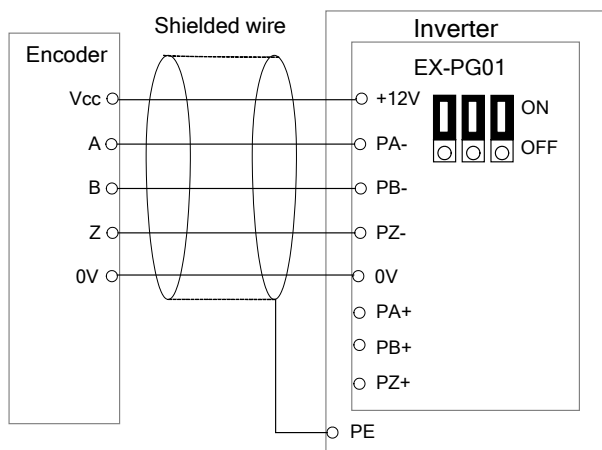 Shielded wire
Inverter
Encoder
EX-PG01
Vcc
+12V
ON
A
PA-
OFF
B
PB-
Z
PZ-
0V
0V
PA+
PB+
PZ+
PE